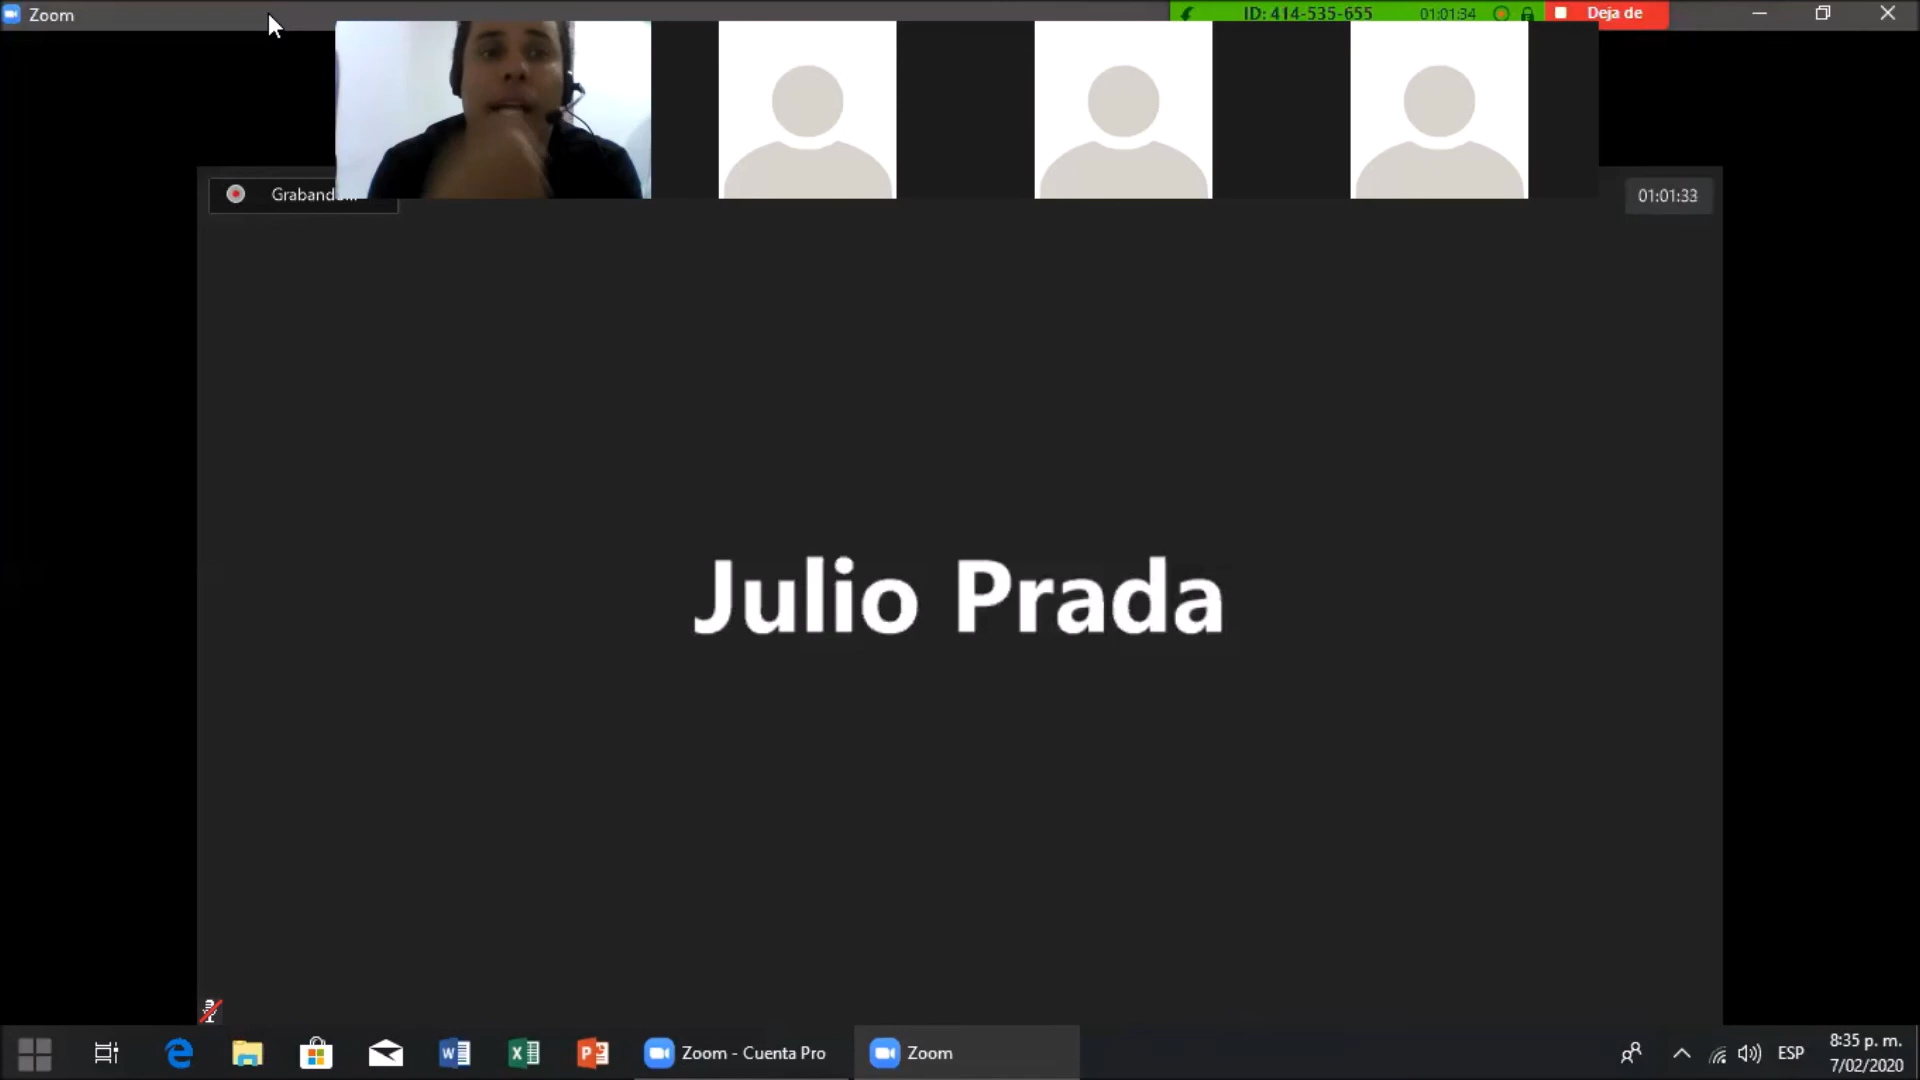 Zoom
ID: 414-535-655
01:01:34
Deja de
Graband...
01:01:33
Julio Prada
Zoom - Cuenta Pro
Zoom
ESP
8:35 p. m.
7/02/2020